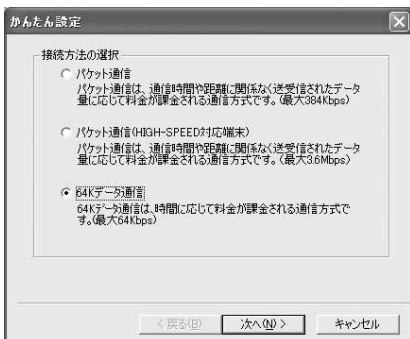 かんたん設定
接続方法の選択
パケット通信
パケット通信は、通信時間や距離に関係なく送受信されたデータ
量に応じて料金が課金される通信方式です。(最大384Kbps)
パケット通信(HIGH-SPEED対応端末)
パケット通信は、通信時間や距離に関係なく送受信されたデータ
量に応じて料金が課金される通信方式です。(最大3.6Mbps)
64Kデータ通信
64Kデータ通信は、時間に応じて料金が課金される通信方式で
す。(最大64Kbps)
< 戻る(B)
次へ(N) >
キャンセル